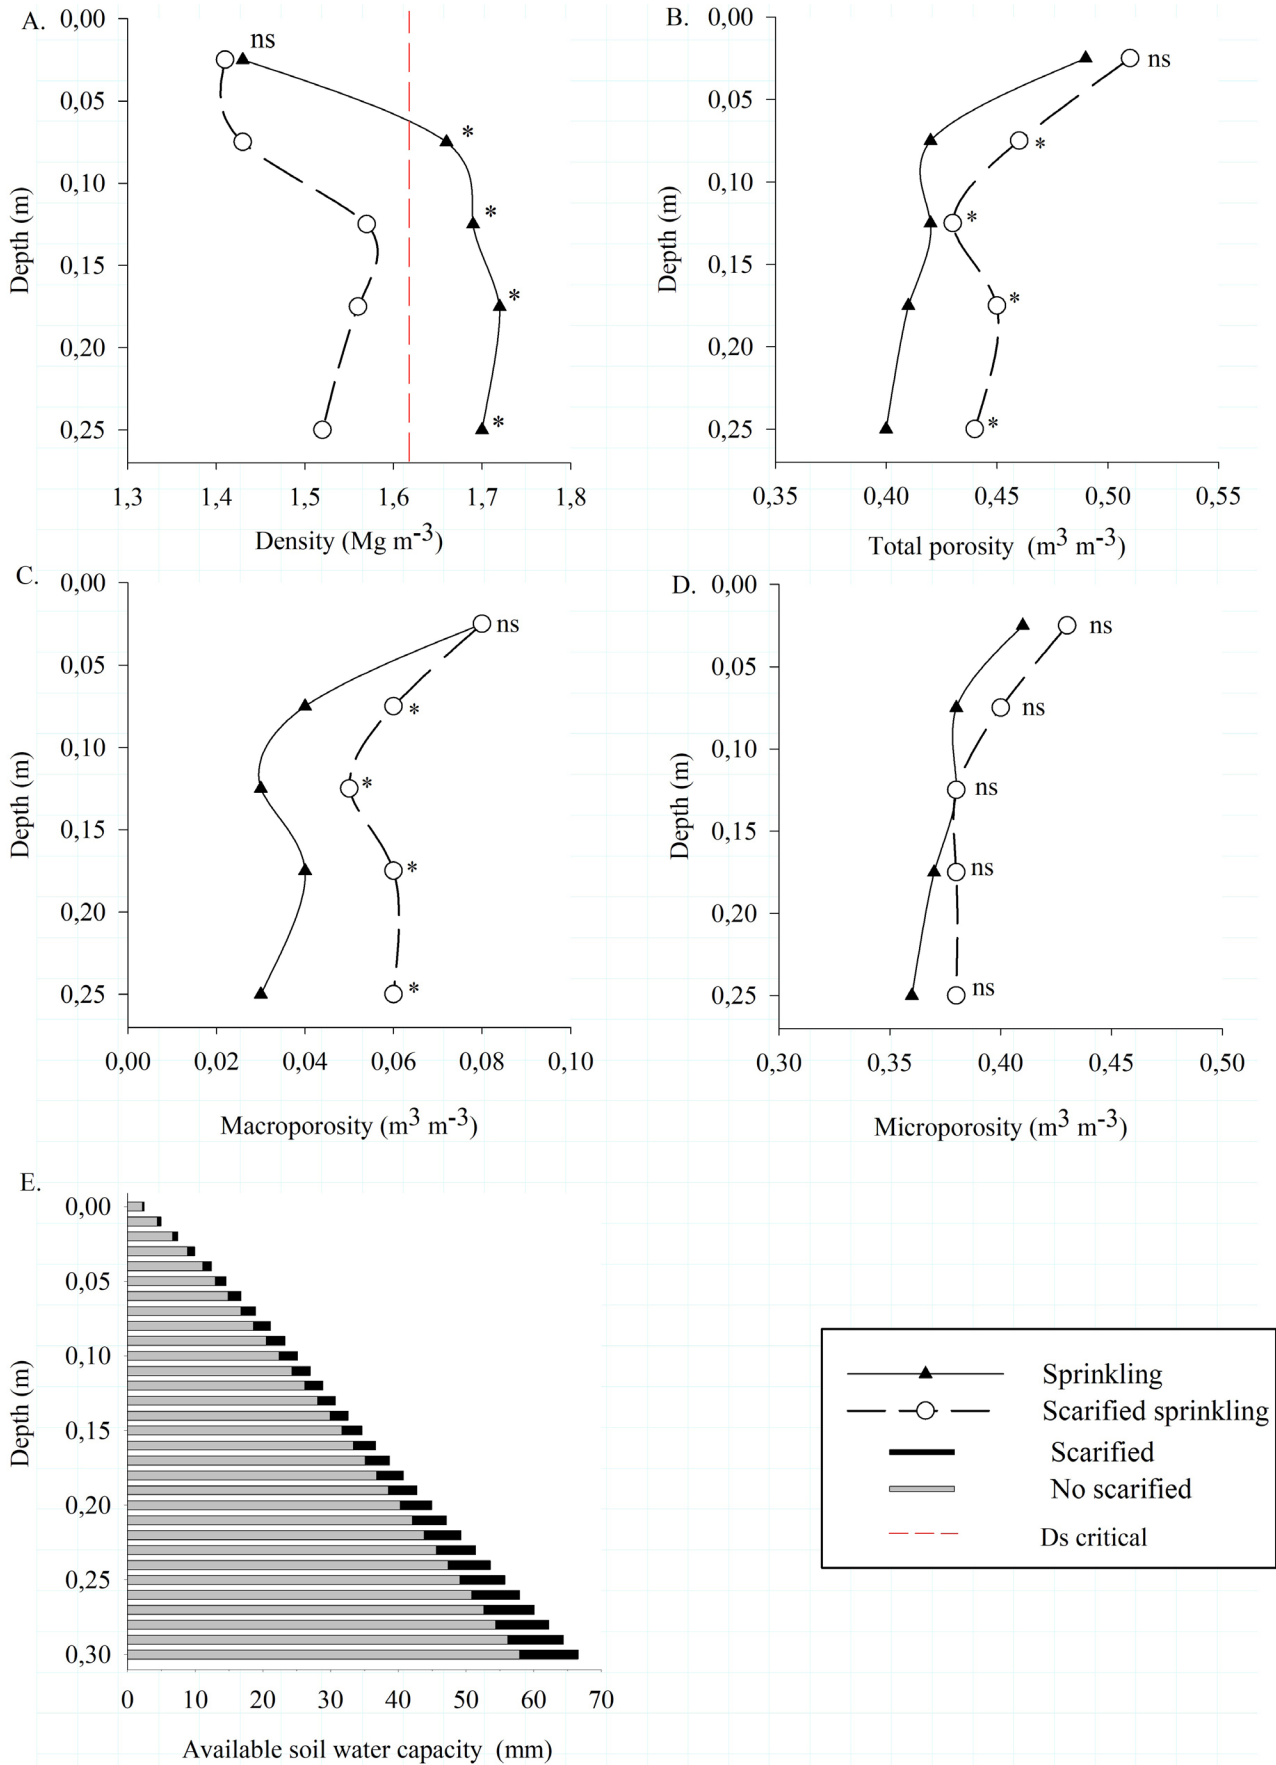 A.
0,00
0,05
0,10
0,15
0,20
0,25
Depth (m)
ns
*
*
*
*
1,3 1,4 1,5 1,6 1,7 1,8
Density (Mg m-3)
B.
0,00
0,05
0,10
0,15
0,20
0,25
Depth (m)
ns
*
*
*
*
0,35 0,40 0,45 0,50 0,55
Total porosity (m3 m-3)
C.
0,00
0,05
0,10
0,15
0,20
0,25
Depth (m)
ns
*
*
*
*
0,00 0,02 0,04 0,06 0,08 0,10
Macroporosity (m3 m-3)
D.
0,00
0,05
0,10
0,15
0,20
0,25
Depth (m)
ns
ns
ns
ns
ns
0,30 0,35 0,40 0,45 0,50
Microporosity (m3 m-3)
E.
0,00
0,05
0,10
0,15
0,20
0,25
0,30
Depth (m)
0 10 20 30 40 50 60 70
Available soil water capacity (mm)
Sprinkling
Scarified sprinkling
Scarified
No scarified
Ds critical